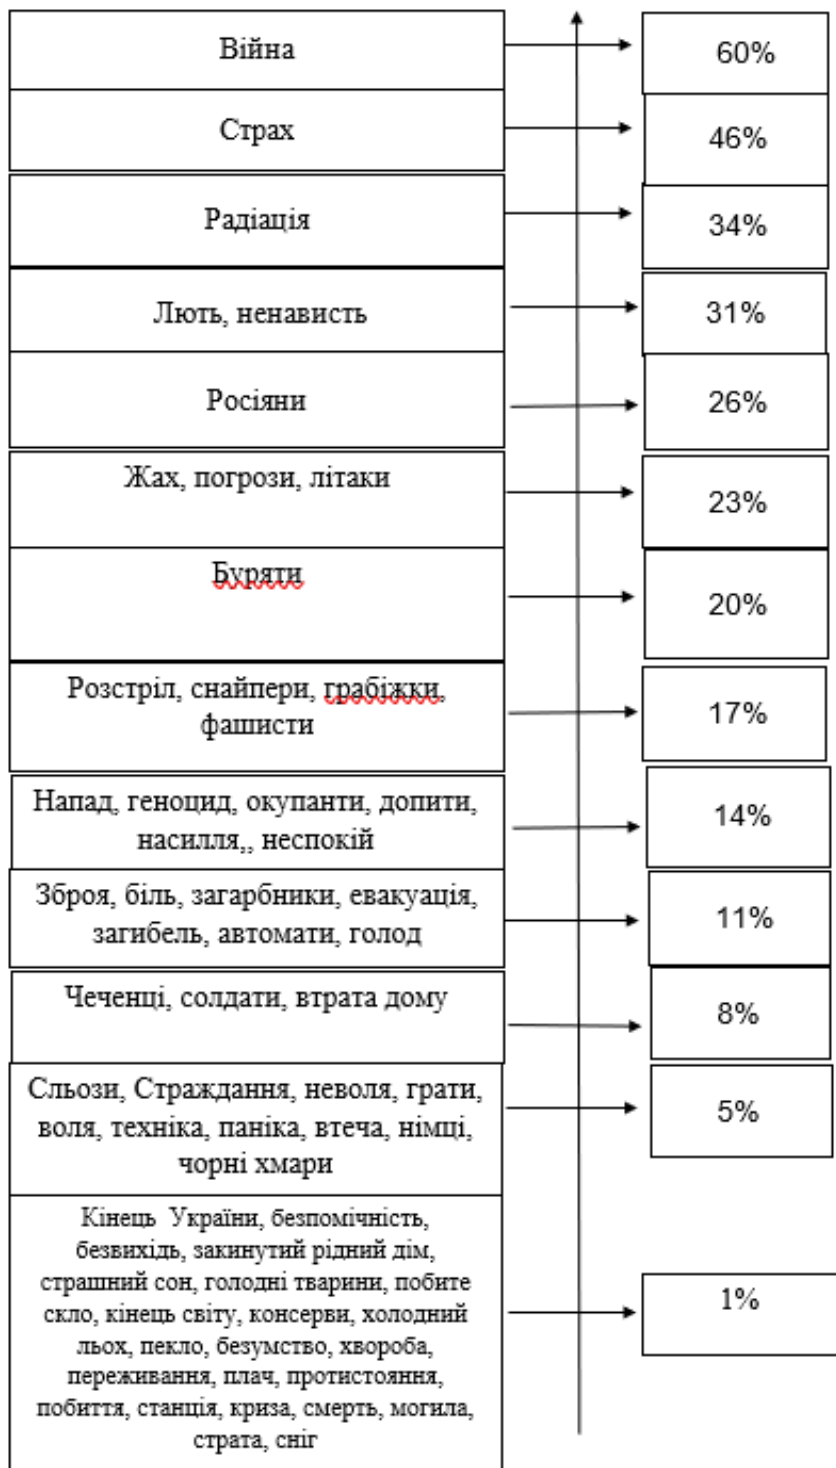 Війна
60%
Страх
46%
Радіація
34%
Лють, ненависть
31%
Росіяни
26%
Жах, погрози, літаки
23%
Буряти
20%
Розстріл, снайпери, грабіжки,
фашисти
17%
Напад, геноцид, окупанти, допити,
насилля,, неспокій
14%
Зброя, біль, загарбники, евакуація,
загибель, автомати, голод
11%
Чеченці, солдати, втрата дому
8%
Сльози, Страждання, неволя, грати,
воля, техніка, паніка, втеча, німці,
чорні хмари
5%
Кінець України, безпомічність,
безвихідь, закинутий рідний дім,
страшний сон, голодні тварини, побите
скло, кінець світу, консерви, холодний
льох, пекло, безумство, хвороба,
переживання, плач, протистояння,
побиття, станція, криза, смерть, могила,
страта, сніг
1%